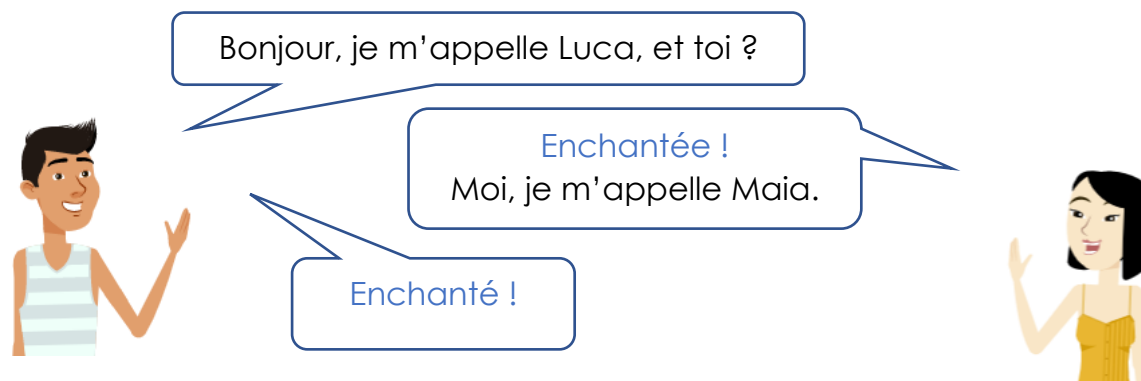 Bonjour, je m’appelle Luca, et toi ?
Enchantée !
Moi, je m’appelle Maia.
Enchanté !